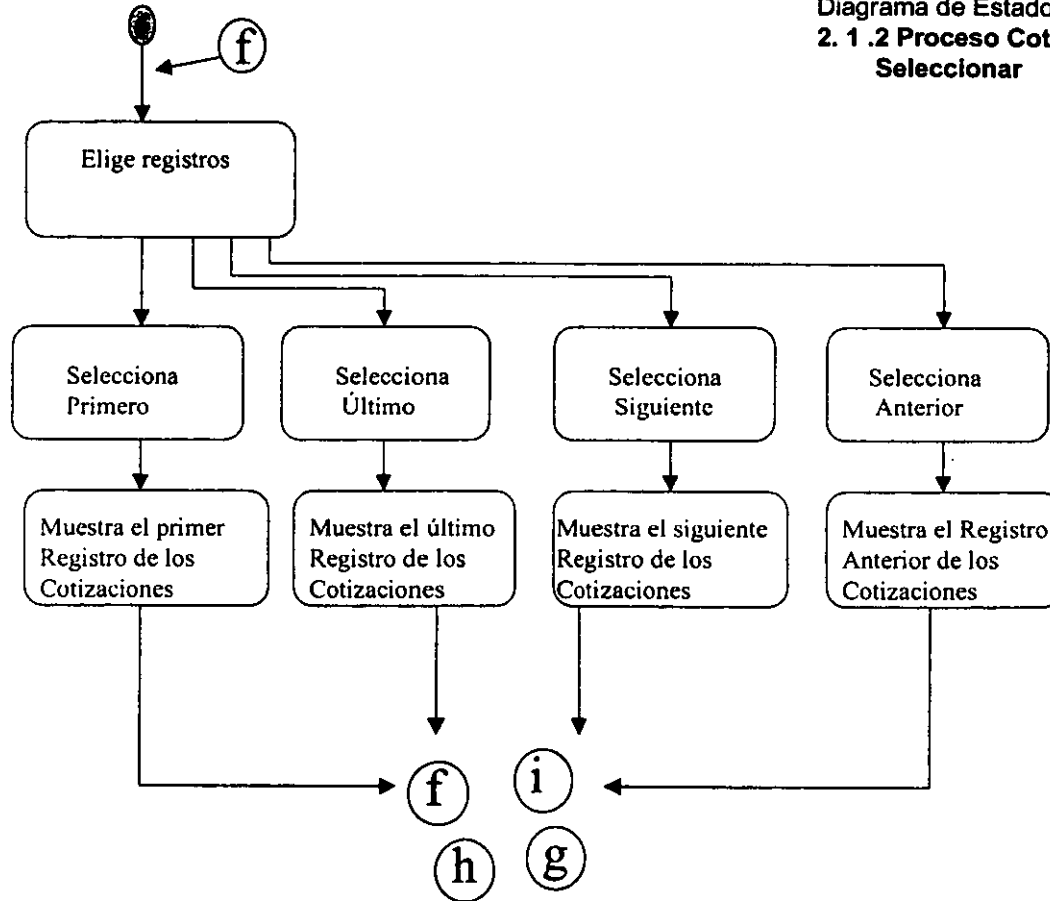 Diagrama de Estado
2. 1 .2 Proceso Cot
Seleccionar
f
Elige registros
Selecciona
Primero
Selecciona
Último
Selecciona
Siguiente
Selecciona
Anterior
Muestra el primer
Registro de los
Cotizaciones
Muestra el último
Registro de los
Cotizaciones
Muestra el siguiente
Registro de los
Cotizaciones
Muestra el Registro
Anterior de los
Cotizaciones
f
i
h
g